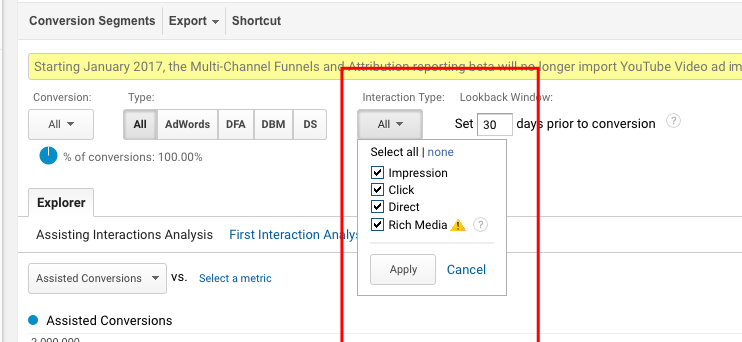 Conversion Segments Export Shortcut
Starting January 2017, the Multi-Channel Funnels and Attribution reporting beta will no longer import YouTube Video ad im
Conversion: Type: Interaction Type: Lookback Window:
All All AdWords DFA DBM DS All Set 30 days prior to conversion ?
% of conversions: 100.00%
Select all | none
Impression
Click
Direct
Rich Media ?
Apply Cancel
Explorer
Assisting Interactions Analysis First Interaction Analys
Assisted Conversions vs. Select a metric
Assisted Conversions
2,000,000